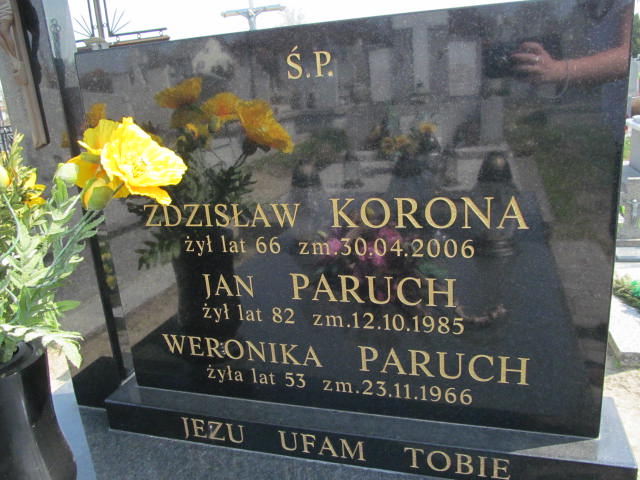 Ś.P.
ZDZISŁAW KORONA
żył lat 66 zm.30.04.2006
JAN PARUCH
żył lat 82 zm.12.10.1985
WERONIKA PARUCH
żyła lat 53 zm.23.11.1966
JEZU UFAM TOBIE